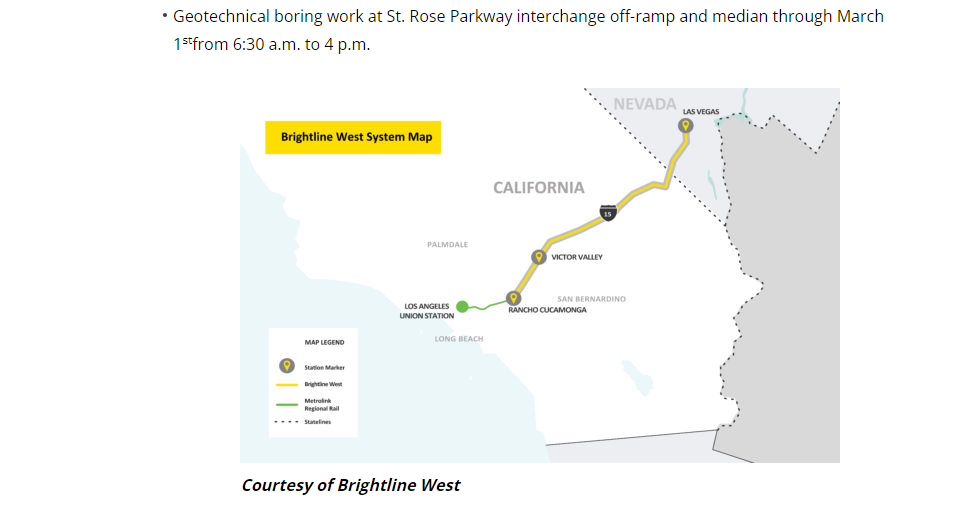 • Geotechnical boring work at St. Rose Parkway interchange off-ramp and median through March
1stfrom 6:30 a.m. to 4 p.m.
NEVADA
LAS VEGAS
Brightline West System Map
CALIFORNIA
15
PALMDALE
VICTOR VALLEY
SAN BERNARDINO
LOS ANGELES
UNION STATION
RANCHO CUCAMONGA
LONG BEACH
MAP LEGEND
Station Marker
Brightline West
Metrolink
Regional Rail
Statelines
Courtesy of Brightline West